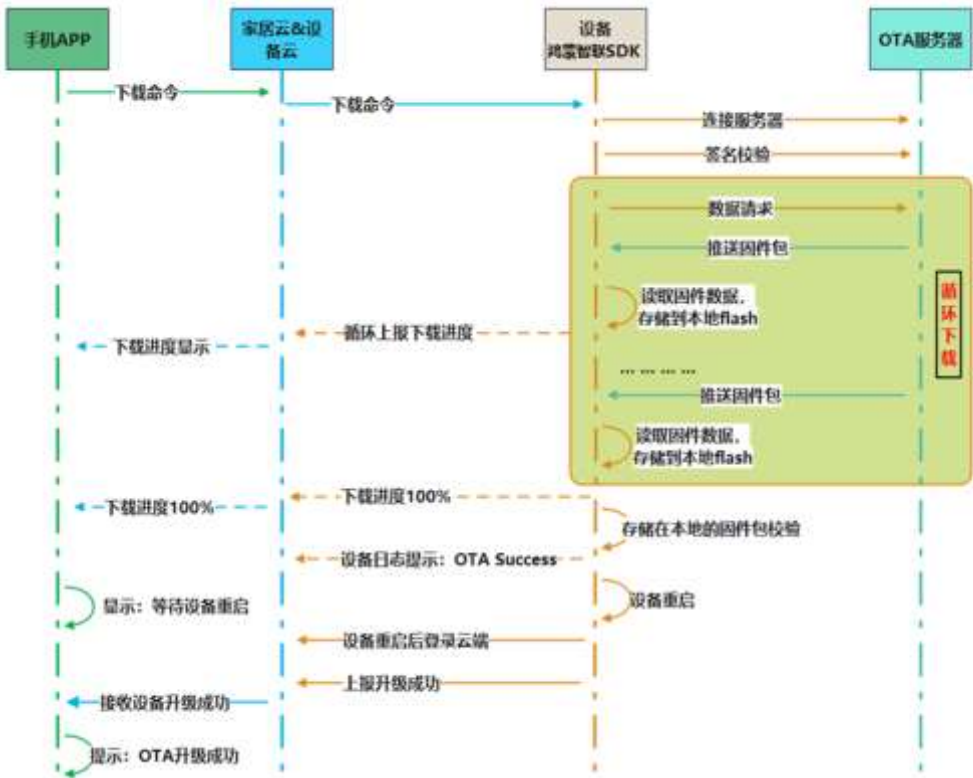 手机APP
家居云&设
备云
设备
鸿蒙智联SDK
OTA服务器
下载命令
下载命令
连接服务器
签名校验
数据请求
推送固件包
读取固件数据，
存储到本地flash
循环上报下载进度
下载进度显示
... ... ... ...
推送固件包
读取固件数据，
存储到本地flash
循
环
下
载
下载进度100%
下载进度100%
存储在本地的固件包校验
设备日志提示：OTA Success
显示：等待设备重启
设备重启
设备重启后登录云端
上报升级成功
接收设备升级成功
提示：OTA升级成功